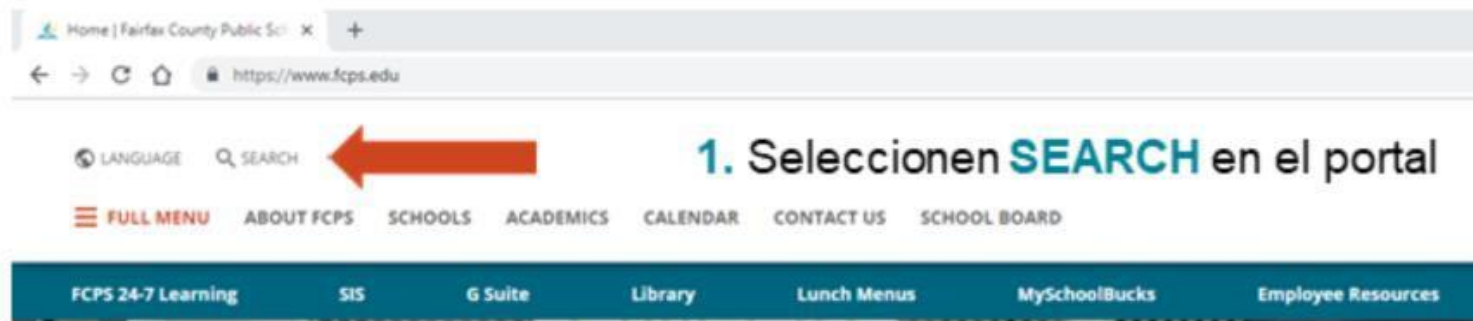 Home | Fairfax County Public Sch
https://www.fcps.edu
LANGUAGE SEARCH
1. Seleccionen SEARCH en el portal
FULL MENU ABOUT FCPS SCHOOLS ACADEMICS CALENDAR CONTACT US SCHOOL BOARD
FCPS 24-7 Learning SIS G Suite Library Lunch Menus MySchoolBucks Employee Resources